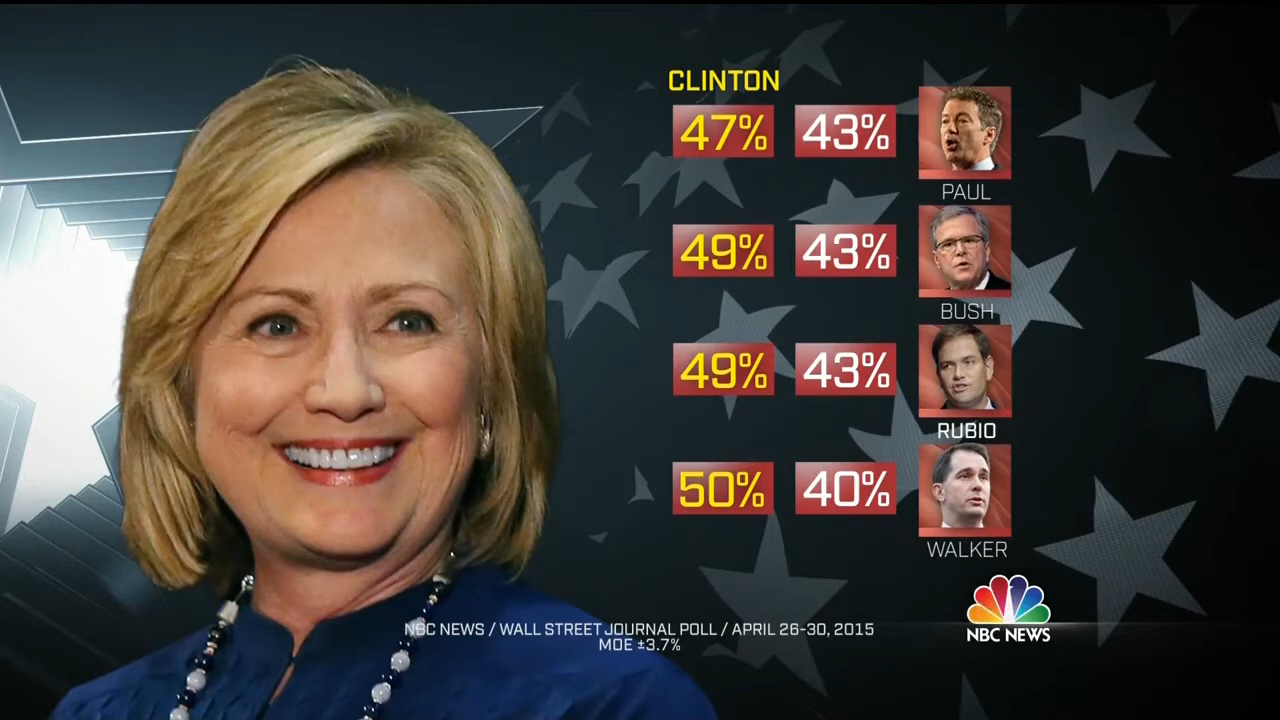 CLINTON
47% 43%
PAUL
49% 43%
BUSH
49% 43%
RUBIO
50% 40%
WALKER
NBC NEWS / WALL STREET JOURNAL POLL / APRIL 26-30, 2015
MOE ±3.7%
NBC NEWS